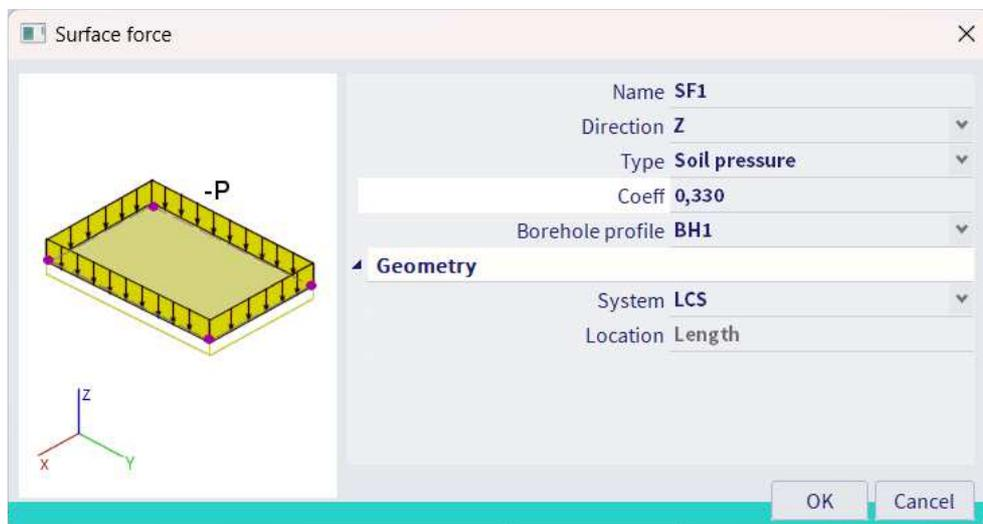 Surface force
-P
Z
X
Y
Name SF1
Direction Z
Type Soil pressure
Coeff 0,330
Borehole profile BH1
Geometry
System LCS
Location Length
OK Cancel